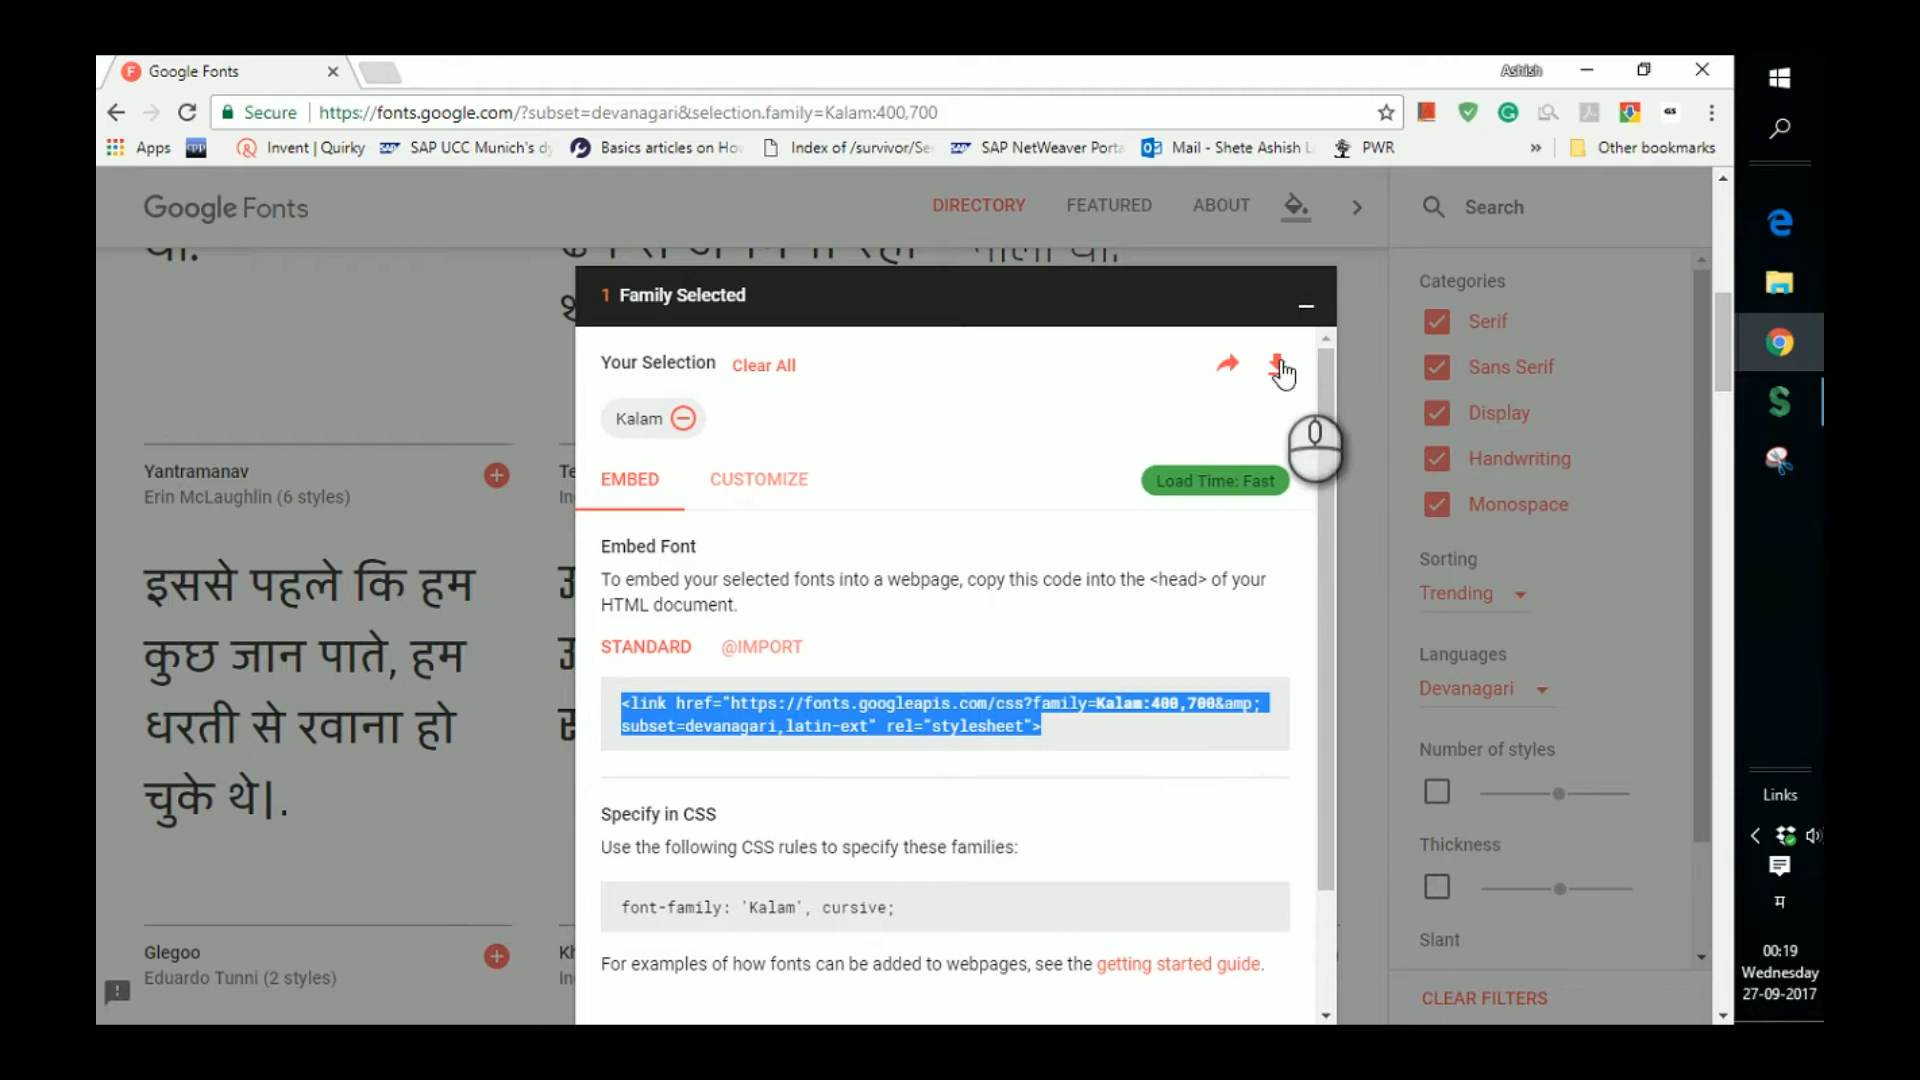 Google Fonts
Ashish
Secure | https://fonts.google.com/?subset=devanagari&selection.family=Kalam:400,700
Apps
cpp
Invent | Quirky
SAP UCC Munich's dy
Basics articles on Ho
Index of /survivor/Se
SAP NetWeaver Porta
Mail - Shete Ashish L
PWR
»
Other bookmarks
Google Fonts
DIRECTORY
FEATURED
ABOUT
Search
1 Family Selected
Your Selection Clear All
Kalam
EMBED
CUSTOMIZE
Load Time: Fast
Embed Font
To embed your selected fonts into a webpage, copy this code into the <head> of your
HTML document.
STANDARD
@IMPORT
<link href="https://fonts.googleapis.com/css?family=Kalam:400,700&amp;
subset=devanagari,latin-ext" rel="stylesheet">
Specify in CSS
Use the following CSS rules to specify these families:
font-family: 'Kalam', cursive;
For examples of how fonts can be added to webpages, see the getting started guide.
Yantramanav
Erin McLaughlin (6 styles)
इससे पहले कि हम
कुछ जान पाते, हम
धरती से रवाना हो
चुके थे|.
Glegoo
Eduardo Tunni (2 styles)
Categories
Serif
Sans Serif
Display
Handwriting
Monospace
Sorting
Trending
Languages
Devanagari
Number of styles
Thickness
Slant
CLEAR FILTERS
Links
म
00:19
Wednesday
27-09-2017